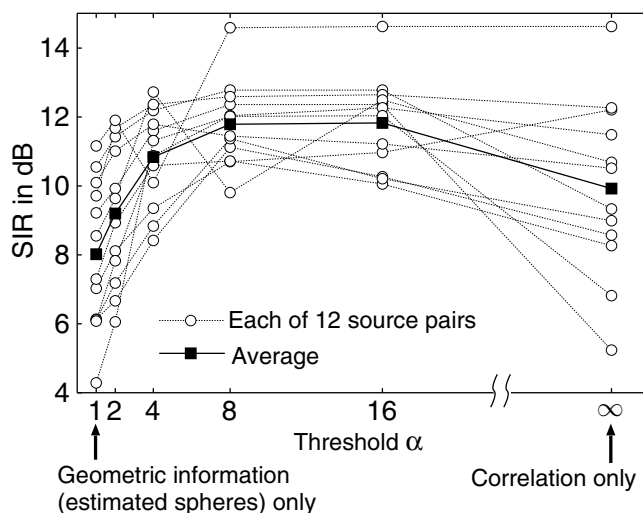 15
14
12
10
8
6
4
SIR in dB
Each of 12 source pairs
Average
1 2 4 8 16 ∞
Threshold α
Geometric information
(estimated spheres) only
Correlation only